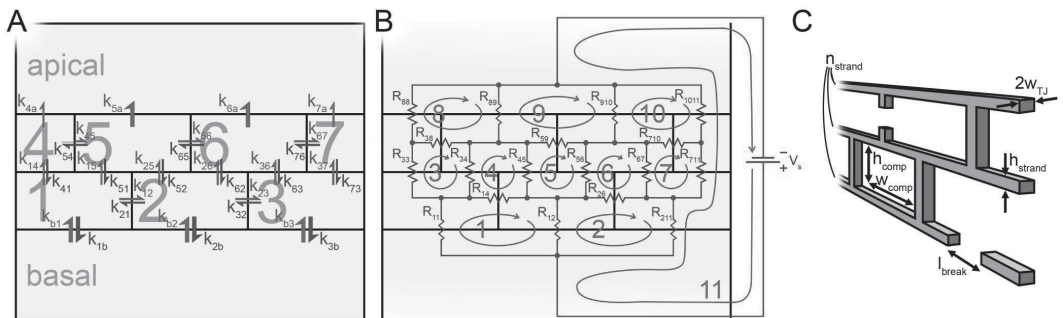 A
apical
k4a k5a k6a k7a
4 5 6 7
k45 k54 k56 k65 k67 k76
k14 k41 k15 k51 k25 k52 k26 k62 k36 k63 k37 k73
1 2 3
k12 k21 k23 k32
kb1 k1b kb2 k2b kb3 k3b
basal
B
R88 R89 R910 R1011
8 9 10
R38 R59 R710
R33 R34 R45 R56 R67 R711
3 4 5 6 7
R14 R26
R11 R12 R211
1 2
11
− Vs
+
C
nstrand
2wTJ
hcomp
wcomp
hstrand
lbreak